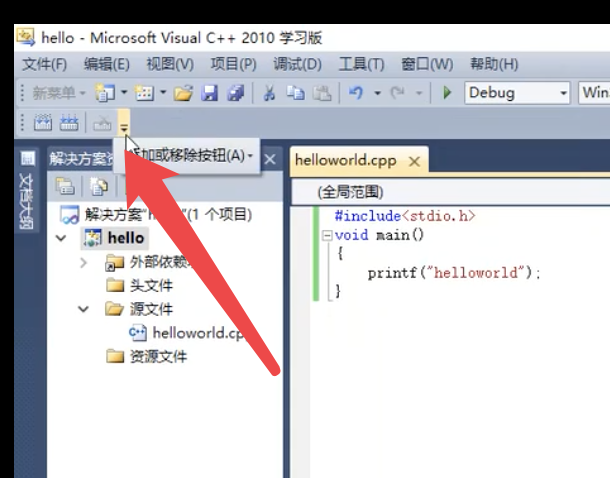 hello - Microsoft Visual C++ 2010 学习版
文件(F) 编辑(E) 视图(V) 项目(P) 调试(D) 工具(T) 窗口(W) 帮助(H)
新菜单 Debug Win
加或移除按钮(A)
文档大纲
解决方案
helloworld.cpp
(全局范围)
解决方案"h "(1 个项目)
hello
外部依赖
头文件
源文件
helloworld.cp
资源文件
#include<stdio.h>
void main()
{
printf("helloworld");
}